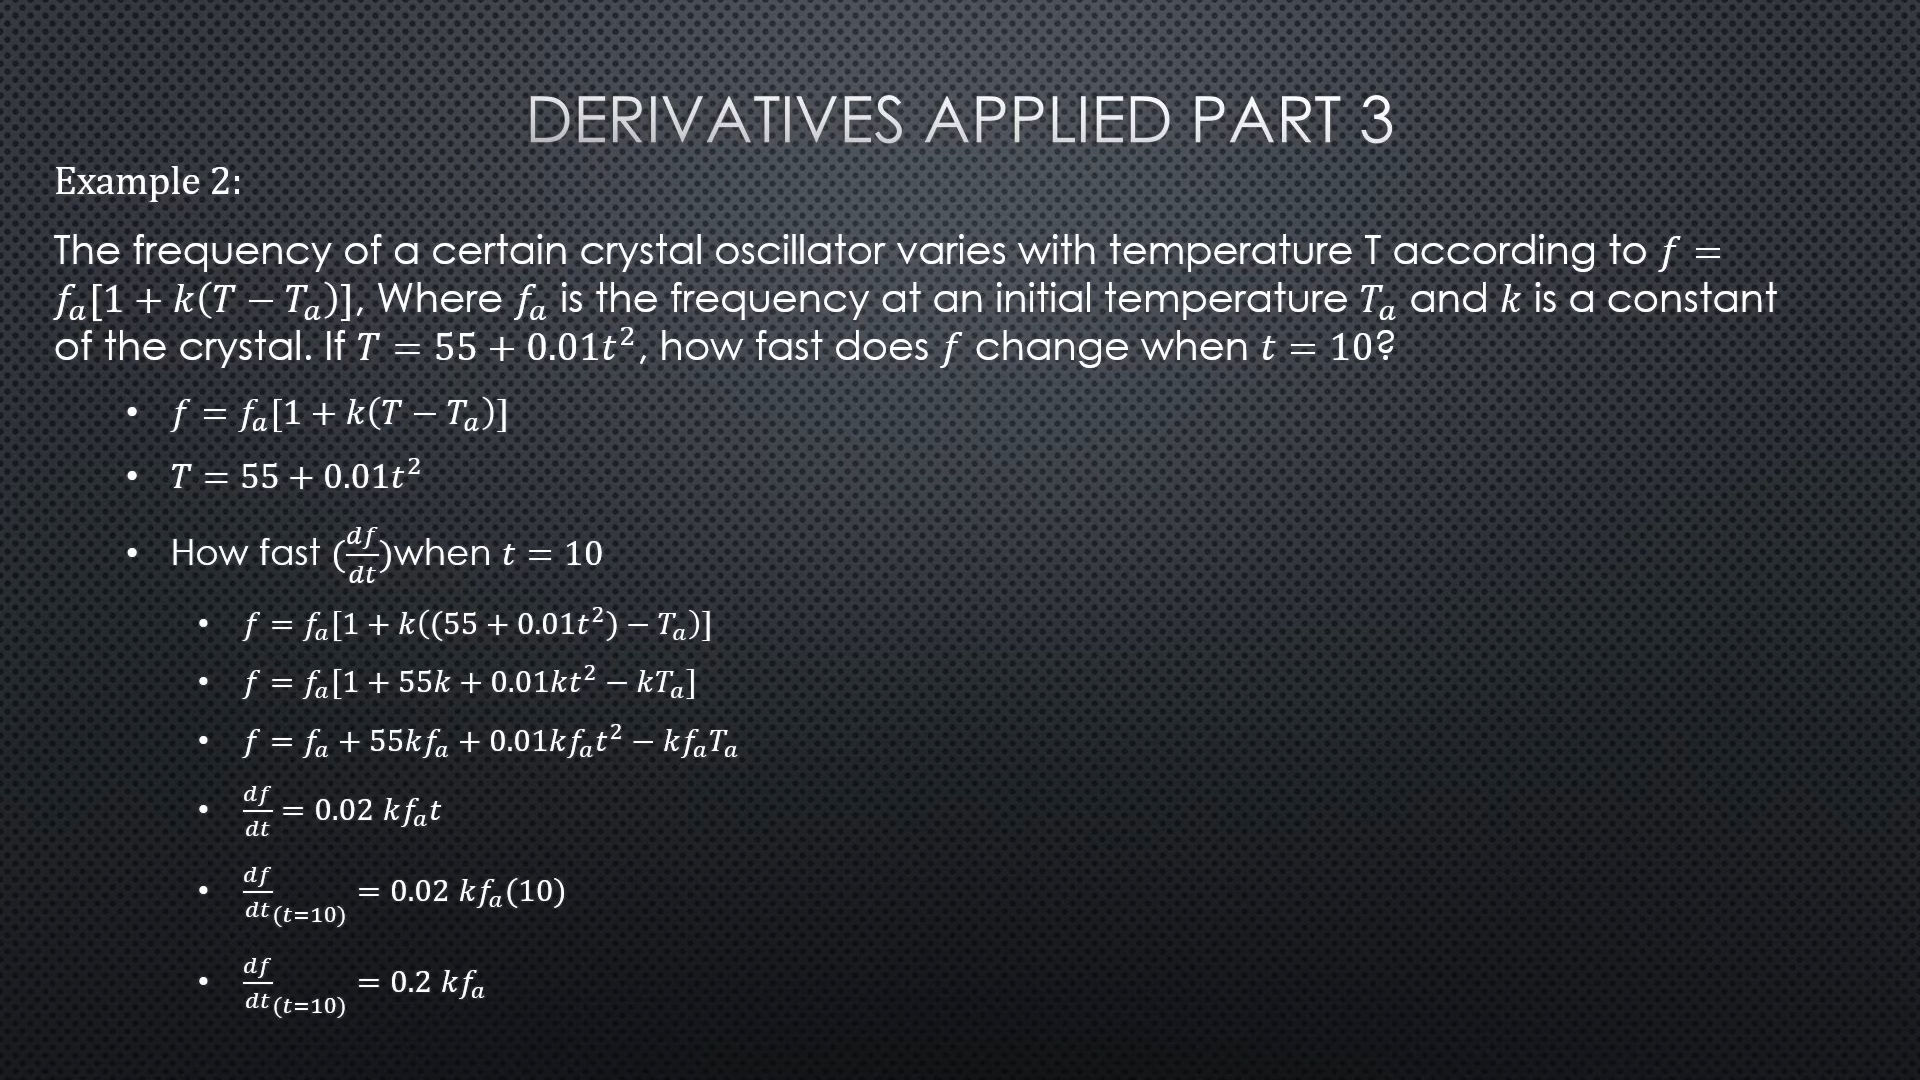 DERIVATIVES APPLIED PART 3
Example 2:
The frequency of a certain crystal oscillator varies with temperature T according to 𝑓 =
𝑓ₐ[1 + 𝑘(𝑇 − 𝑇ₐ)], Where 𝑓ₐ is the frequency at an initial temperature 𝑇ₐ and 𝑘 is a constant
of the crystal. If 𝑇 = 55 + 0.01𝑡², how fast does 𝑓 change when 𝑡 = 10?
• 𝑓 = 𝑓ₐ[1 + 𝑘(𝑇 − 𝑇ₐ)]
• 𝑇 = 55 + 0.01𝑡²
• How fast (𝑑𝑓/𝑑𝑡)when 𝑡 = 10
• 𝑓 = 𝑓ₐ[1 + 𝑘((55 + 0.01𝑡²) − 𝑇ₐ)]
• 𝑓 = 𝑓ₐ[1 + 55𝑘 + 0.01𝑘𝑡² − 𝑘𝑇ₐ]
• 𝑓 = 𝑓ₐ + 55𝑘𝑓ₐ + 0.01𝑘𝑓ₐ𝑡² − 𝑘𝑓ₐ𝑇ₐ
• 𝑑𝑓/𝑑𝑡 = 0.02 𝑘𝑓ₐ𝑡
• 𝑑𝑓/𝑑𝑡 (𝑡=10) = 0.02 𝑘𝑓ₐ(10)
• 𝑑𝑓/𝑑𝑡 (𝑡=10) = 0.2 𝑘𝑓ₐ